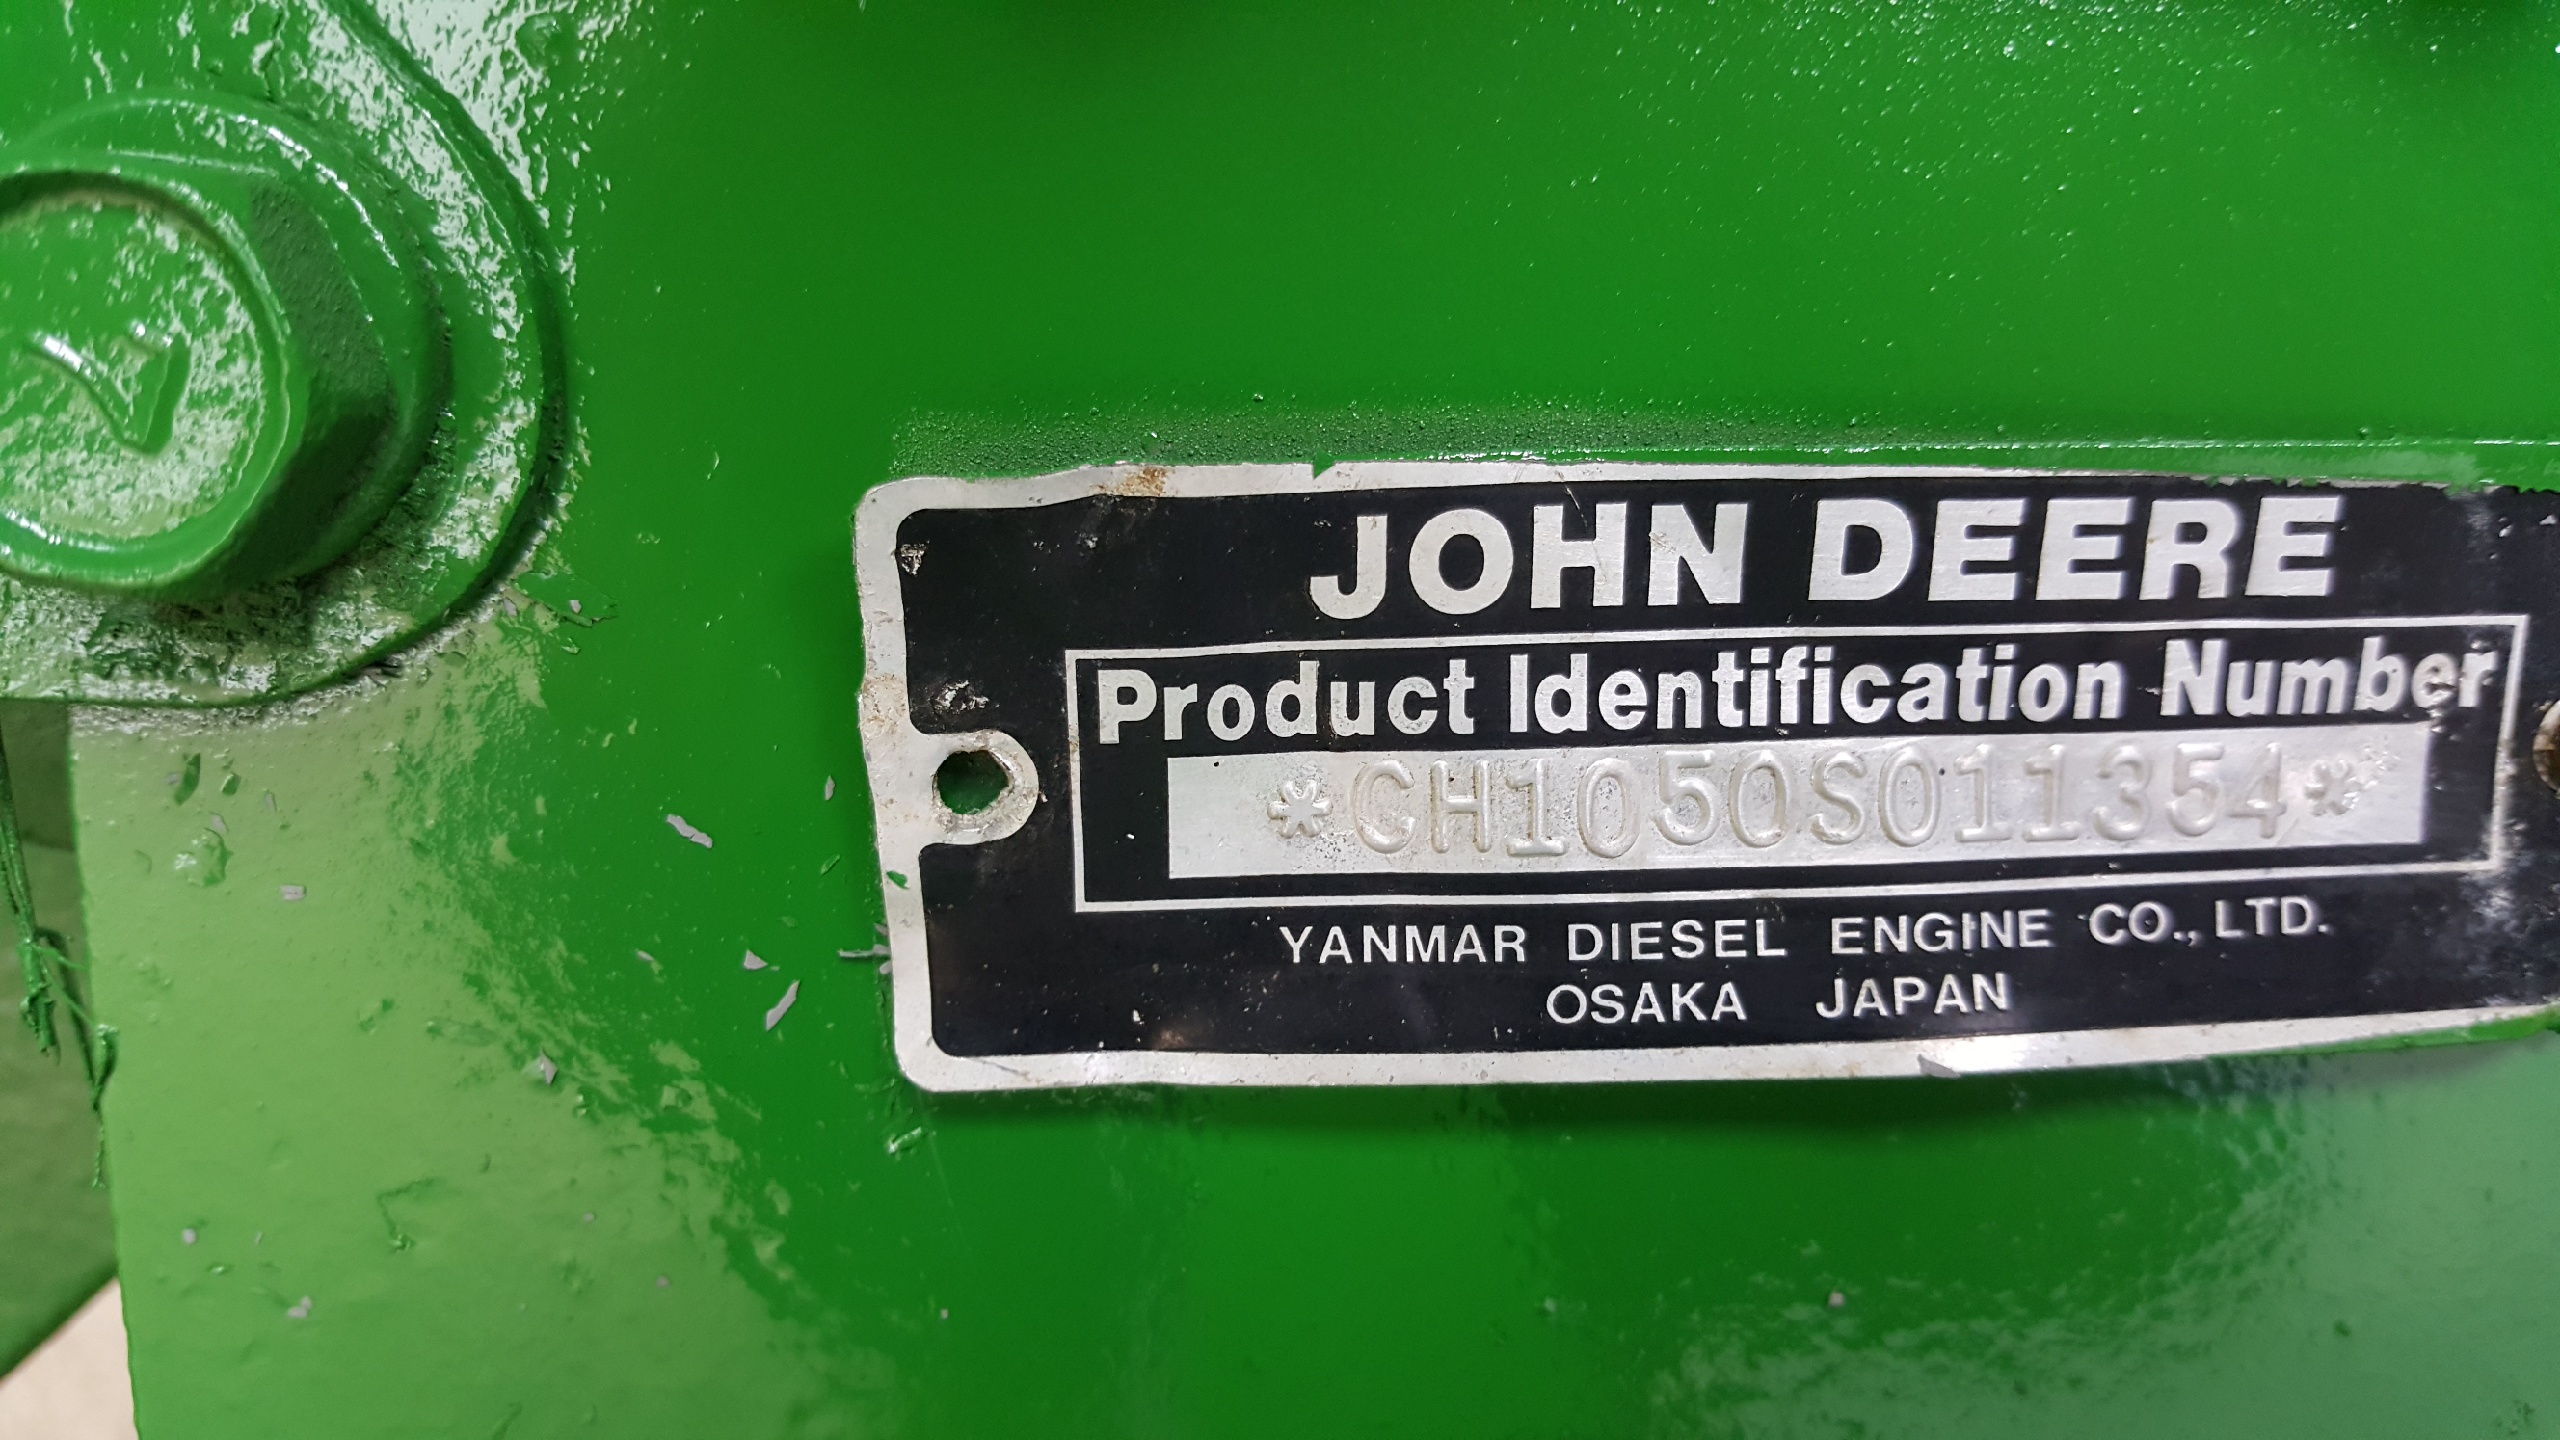 JOHN DEERE
Product Identification Number
*CH1050S011354*
YANMAR DIESEL ENGINE CO., LTD.
OSAKA JAPAN